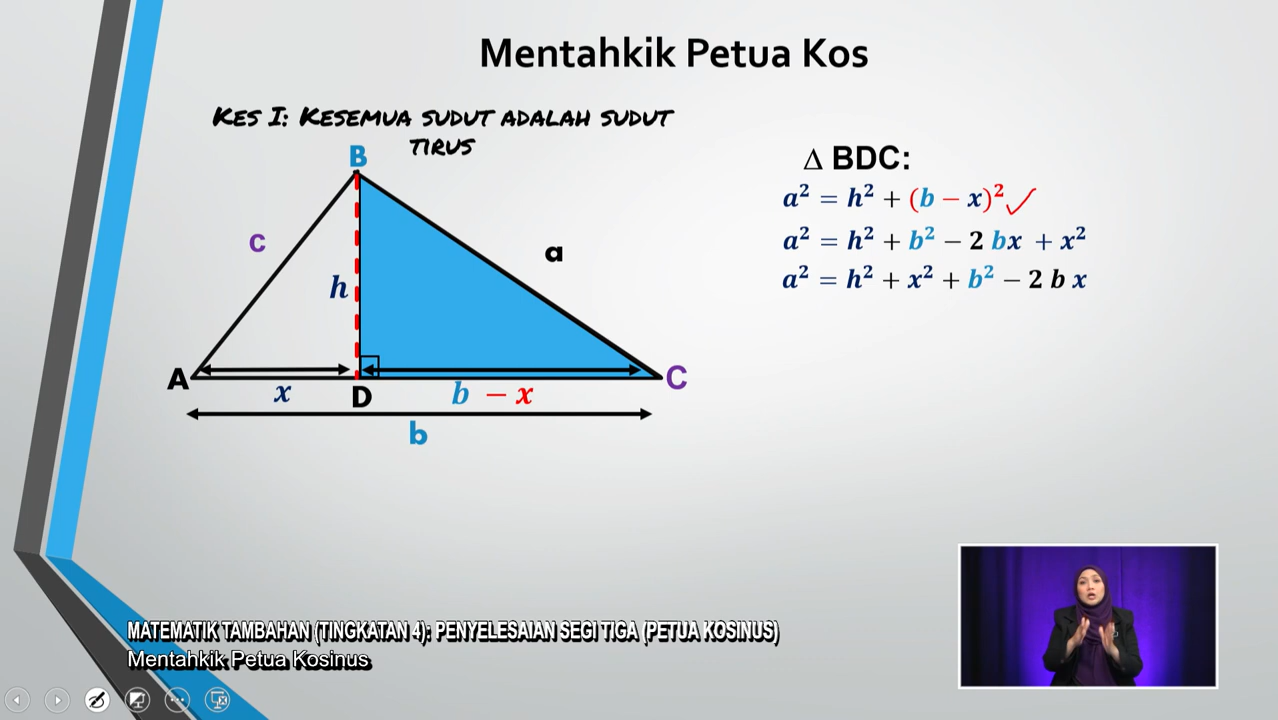 Mentahkik Petua Kos
Kes I: Kesemua sudut adalah sudut
tirus
B
c
a
h
A
x
D
b − x
C
b
∆ BDC:
a² = h² + (b − x)²✓
a² = h² + b² − 2 bx + x²
a² = h² + x² + b² − 2 b x
MATEMATIK TAMBAHAN (TINGKATAN 4): PENYELESAIAN SEGI TIGA (PETUA KOSINUS)
Mentahkik Petua Kosinus